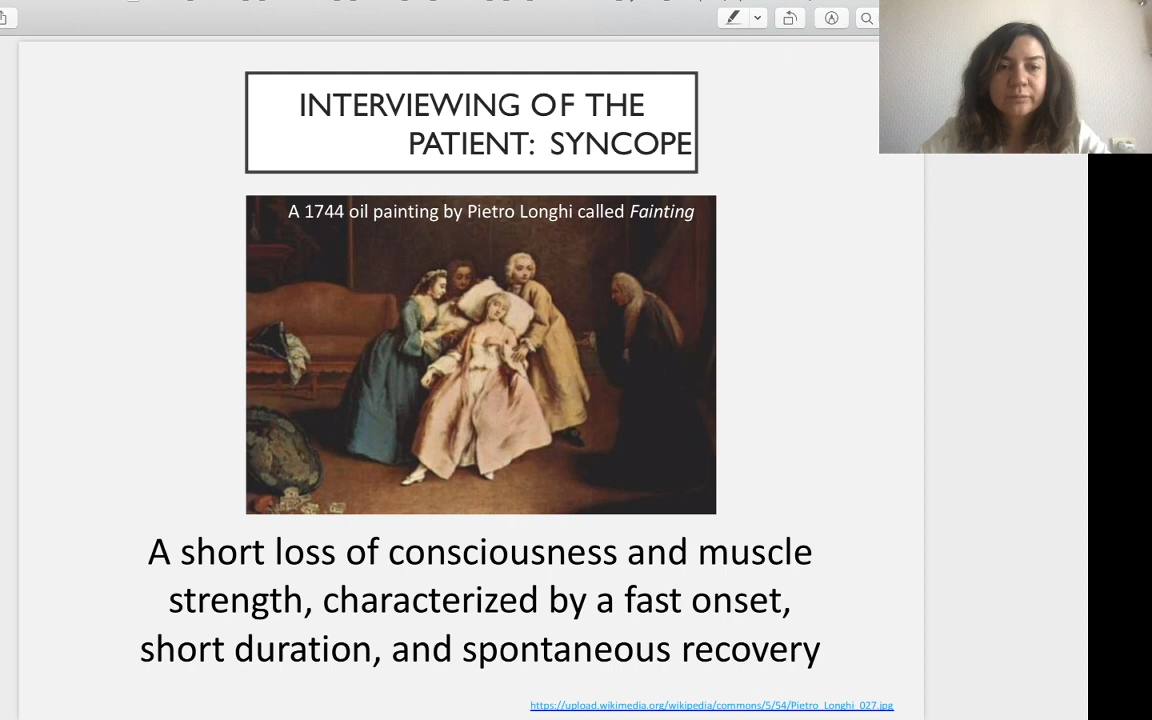 INTERVIEWING OF THE
PATIENT: SYNCOPE
A 1744 oil painting by Pietro Longhi called Fainting
A short loss of consciousness and muscle
strength, characterized by a fast onset,
short duration, and spontaneous recovery
https://upload.wikimedia.org/wikipedia/commons/5/54/Pietro_Longhi_027.jpg